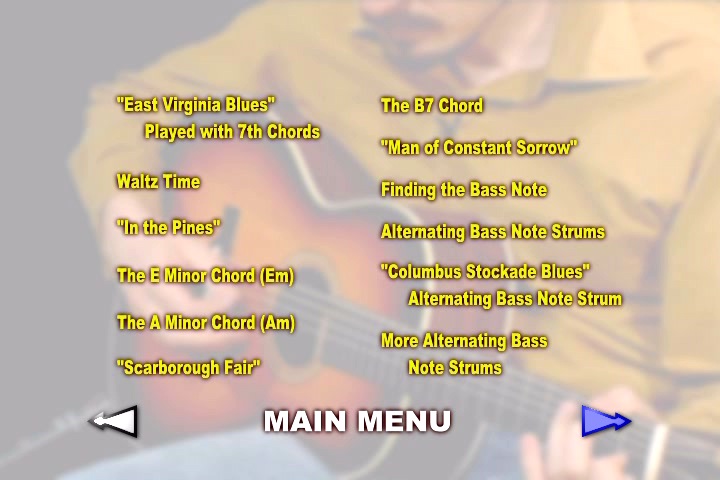 "East Virginia Blues"
Played with 7th Chords
Waltz Time
"In the Pines"
The E Minor Chord (Em)
The A Minor Chord (Am)
"Scarborough Fair"
The B7 Chord
"Man of Constant Sorrow"
Finding the Bass Note
Alternating Bass Note Strums
"Columbus Stockade Blues"
Alternating Bass Note Strum
More Alternating Bass
Note Strums
MAIN MENU